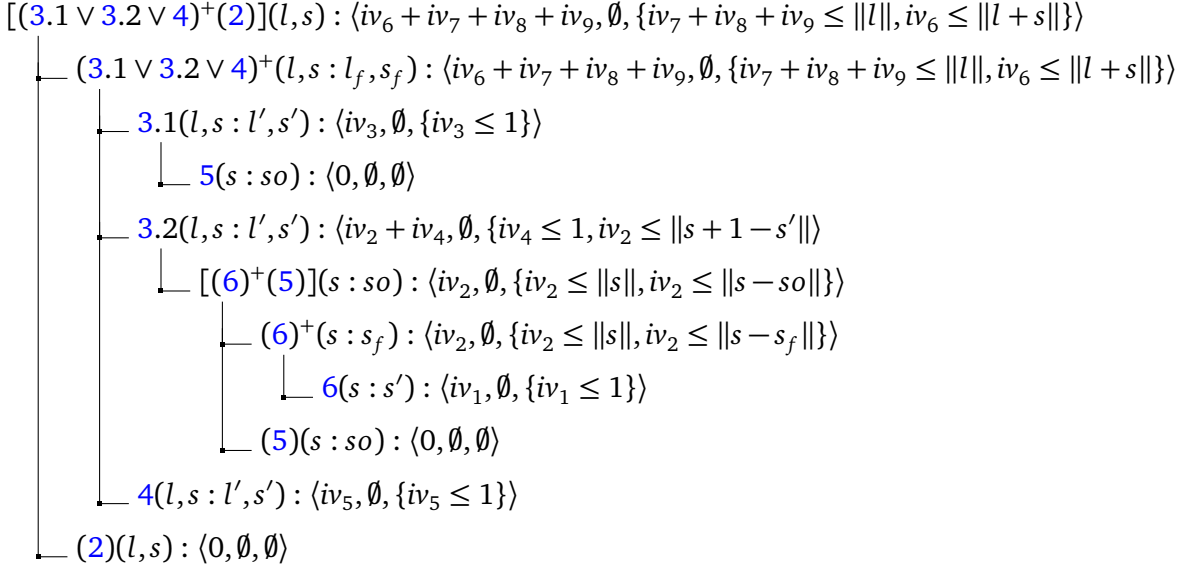 [(3.1 ∨ 3.2 ∨ 4)⁺(2)](l,s) : ⟨iv₆ + iv₇ + iv₈ + iv₉, ∅, {iv₇ + iv₈ + iv₉ ≤ ‖l‖, iv₆ ≤ ‖l + s‖}⟩
(3.1 ∨ 3.2 ∨ 4)⁺(l,s : l_f, s_f) : ⟨iv₆ + iv₇ + iv₈ + iv₉, ∅, {iv₇ + iv₈ + iv₉ ≤ ‖l‖, iv₆ ≤ ‖l + s‖}⟩
3.1(l,s : l′,s′) : ⟨iv₃, ∅, {iv₃ ≤ 1}⟩
5(s : so) : ⟨0, ∅, ∅⟩
3.2(l,s : l′,s′) : ⟨iv₂ + iv₄, ∅, {iv₄ ≤ 1, iv₂ ≤ ‖s + 1 − s′‖}⟩
[(6)⁺(5)](s : so) : ⟨iv₂, ∅, {iv₂ ≤ ‖s‖, iv₂ ≤ ‖s − so‖}⟩
(6)⁺(s : s_f) : ⟨iv₂, ∅, {iv₂ ≤ ‖s‖, iv₂ ≤ ‖s − s_f‖}⟩
6(s : s′) : ⟨iv₁, ∅, {iv₁ ≤ 1}⟩
(5)(s : so) : ⟨0, ∅, ∅⟩
4(l,s : l′,s′) : ⟨iv₅, ∅, {iv₅ ≤ 1}⟩
(2)(l,s) : ⟨0, ∅, ∅⟩